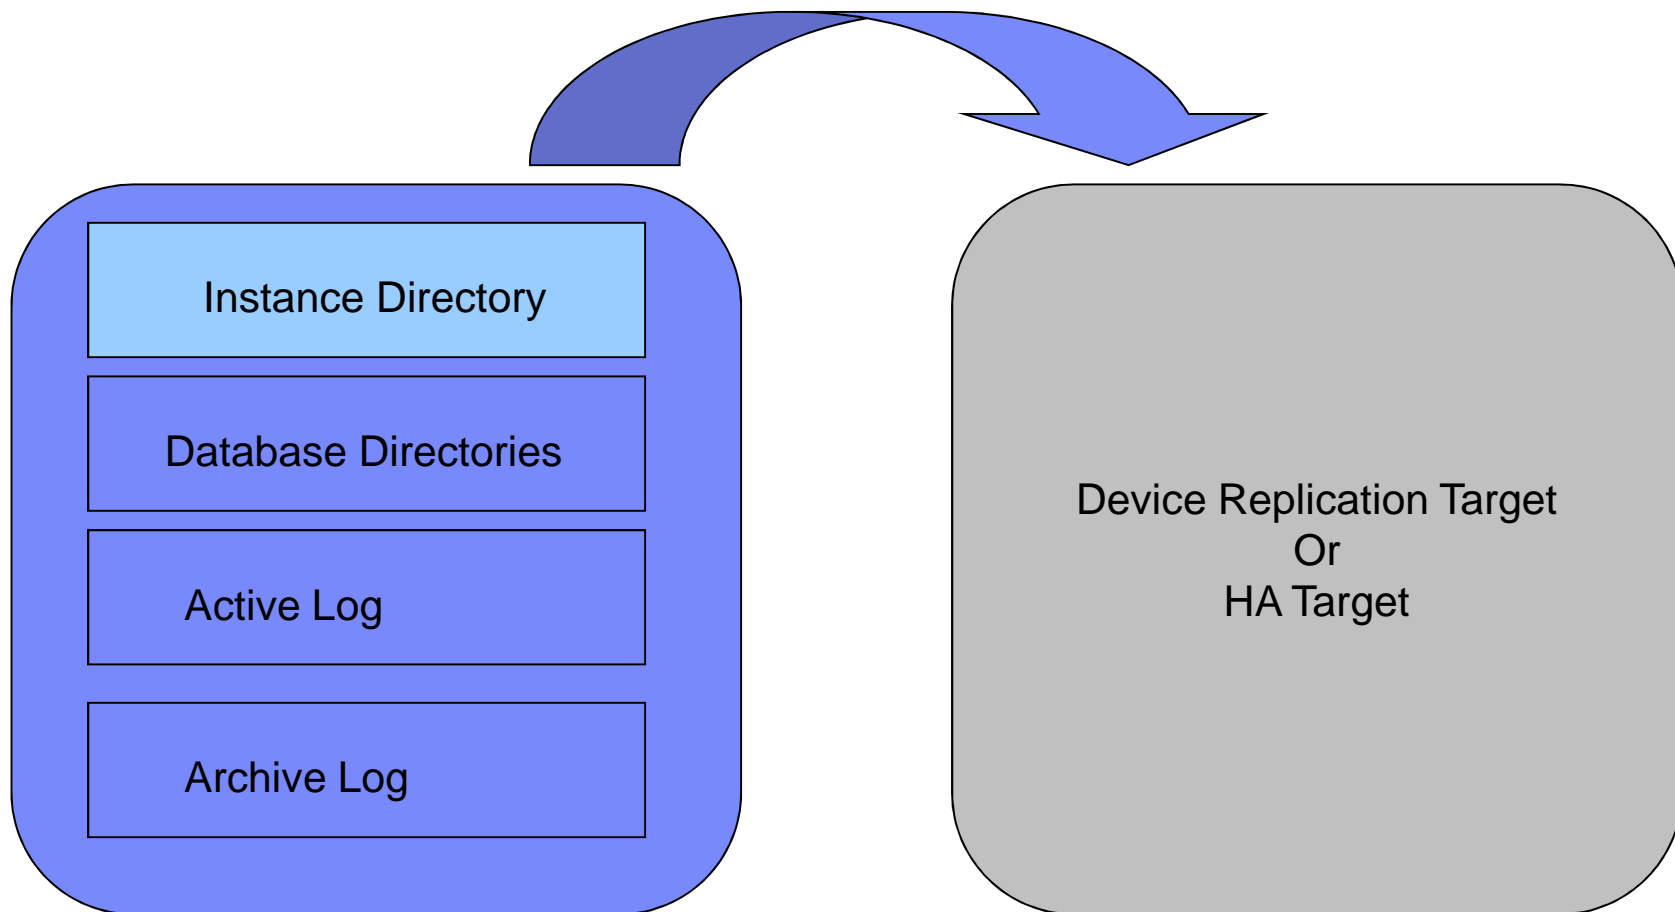 Instance Directory
Database Directories
Active Log
Archive Log
Device Replication Target
Or
HA Target